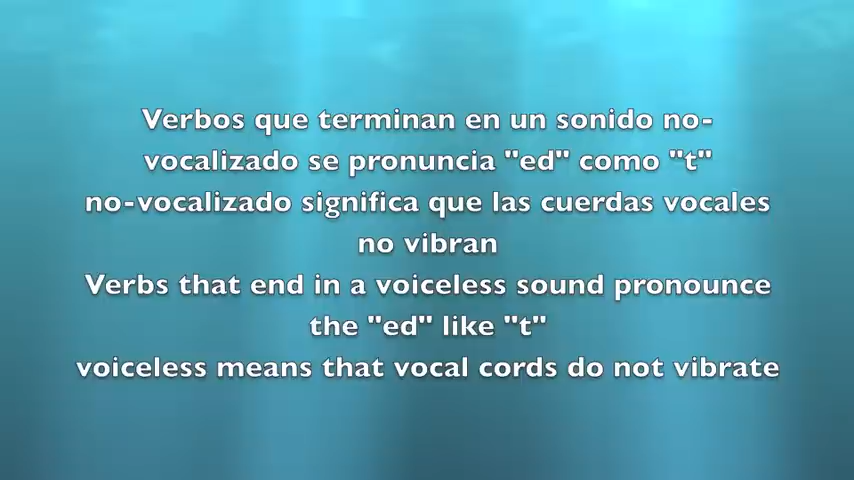 Verbos que terminan en un sonido no-
vocalizado se pronuncia "ed" como "t"
no-vocalizado significa que las cuerdas vocales
no vibran
Verbs that end in a voiceless sound pronounce
the "ed" like "t"
voiceless means that vocal cords do not vibrate